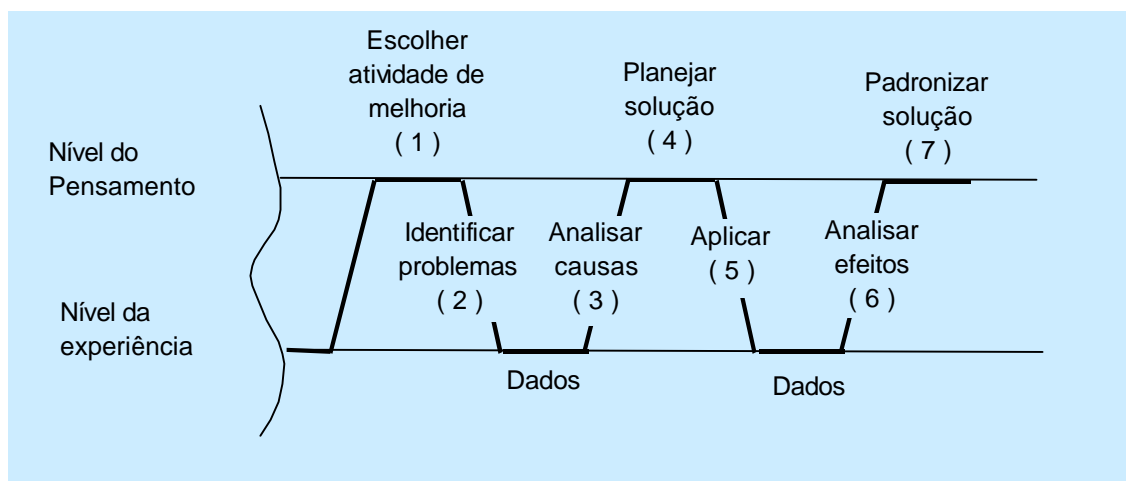 Escolher
atividade de
melhoria
( 1 )
Planejar
solução
( 4 )
Padronizar
solução
( 7 )
Nível do
Pensamento
Identificar
problemas
( 2 )
Analisar
causas
( 3 )
Aplicar
( 5 )
Analisar
efeitos
( 6 )
Nível da
experiência
Dados
Dados